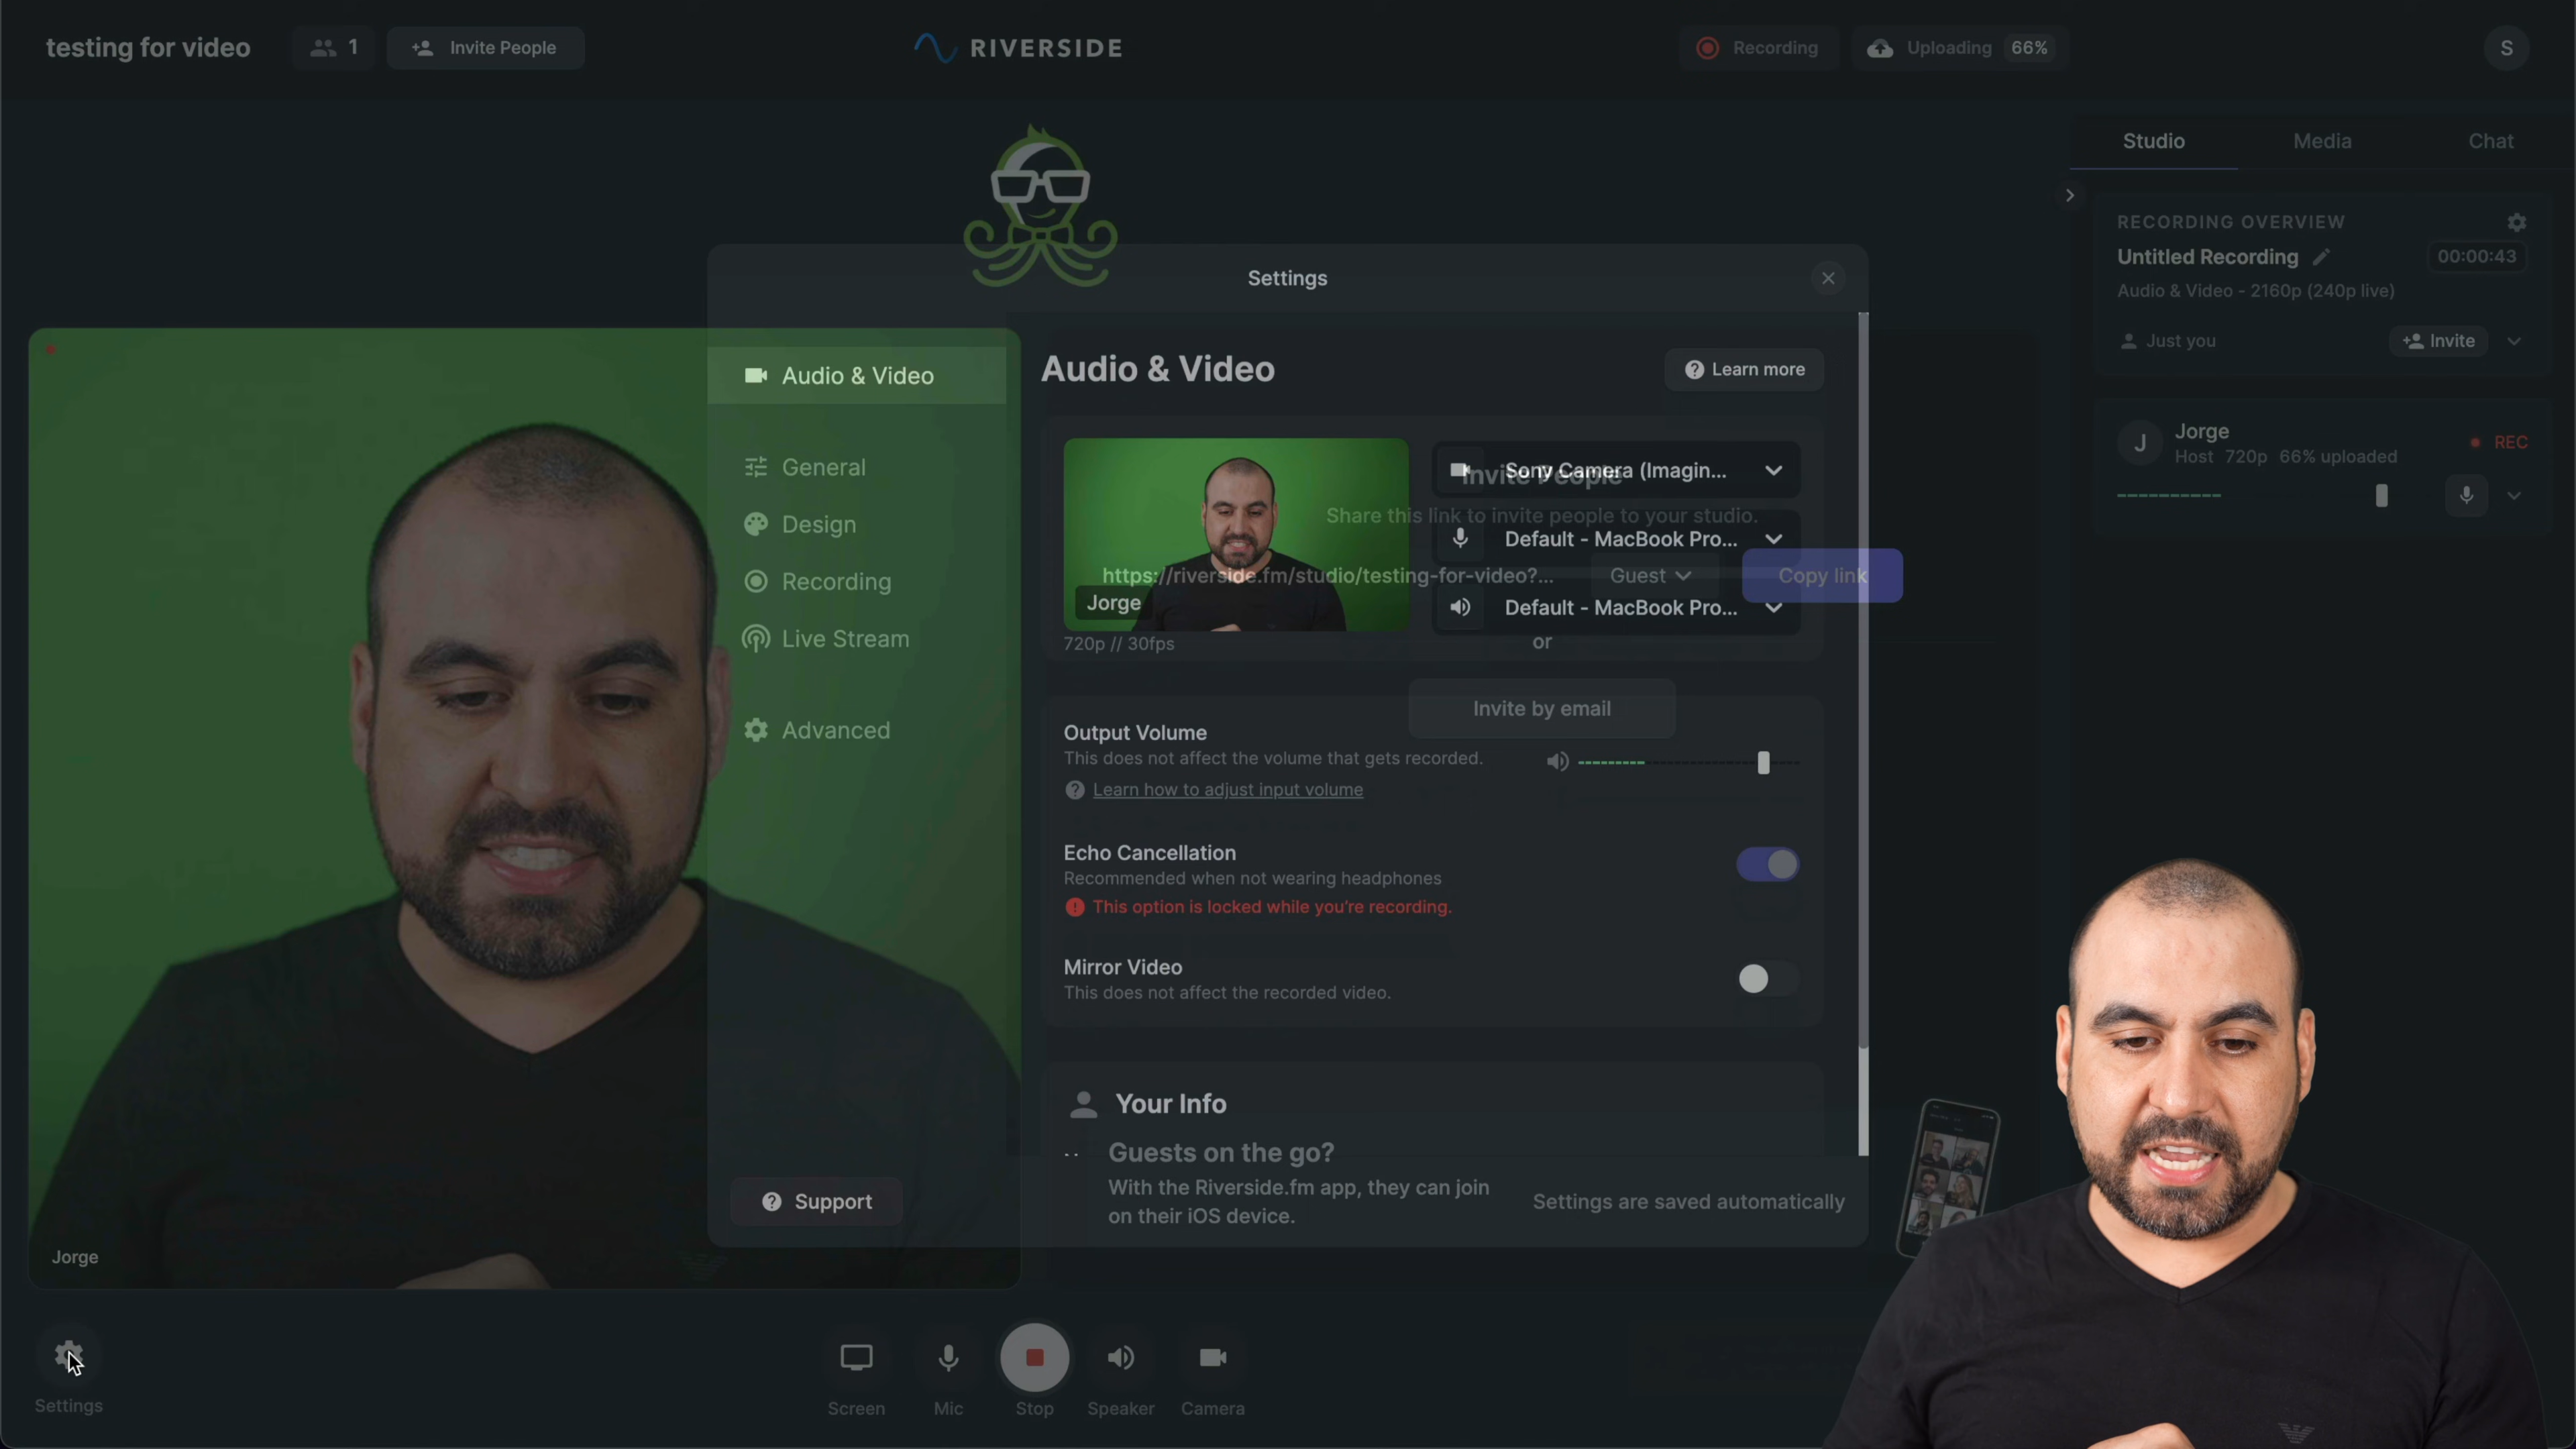 testing for video
1
Invite People
RIVERSIDE
Recording
Uploading 66%
S
Studio
Media
Chat
RECORDING OVERVIEW
Untitled Recording
00:00:43
Audio & Video - 2160p (240p live)
Just you
Invite
J
Jorge
Host 720p 66% uploaded
REC
Settings
Audio & Video
General
Design
Recording
Live Stream
Advanced
Support
Audio & Video
Learn more
Jorge
720p // 30fps
Sony Camera (Imagin...
Invite People
Share this link to invite people to your studio.
Default - MacBook Pro...
https://riverside.fm/studio/testing-for-video?...
Guest
Copy link
Default - MacBook Pro...
or
Invite by email
Output Volume
This does not affect the volume that gets recorded.
Learn how to adjust input volume
Echo Cancellation
Recommended when not wearing headphones
This option is locked while you're recording.
Mirror Video
This does not affect the recorded video.
Your Info
Guests on the go?
With the Riverside.fm app, they can join
on their iOS device.
Settings are saved automatically
Jorge
Settings
Screen
Mic
Stop
Speaker
Camera